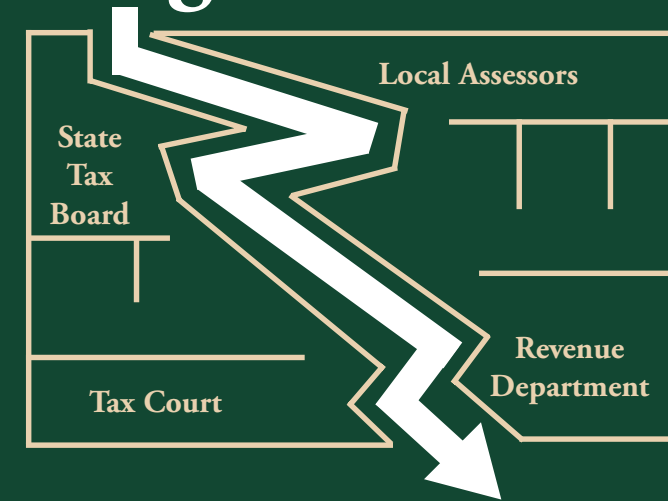 Local Assessors
State
Tax
Board
Revenue
Department
Tax Court